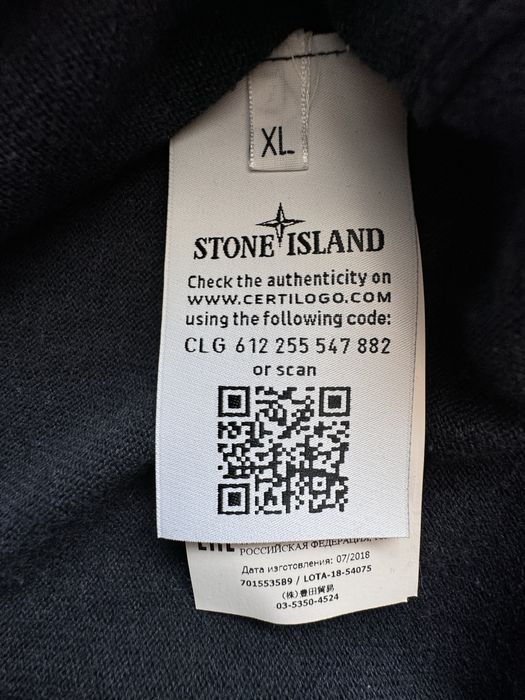 XL
STONE ISLAND
Check the authenticity on
WWW.CERTILOGO.COM
using the following code:
CLG 612 255 547 882
or scan
РОССИЙСКАЯ ФЕДЕРАЦИЯ,
Дата изготовления: 07/2018
7015535B9 / LOTA-18-54075
(株)豊田貿易
03-5350-4524